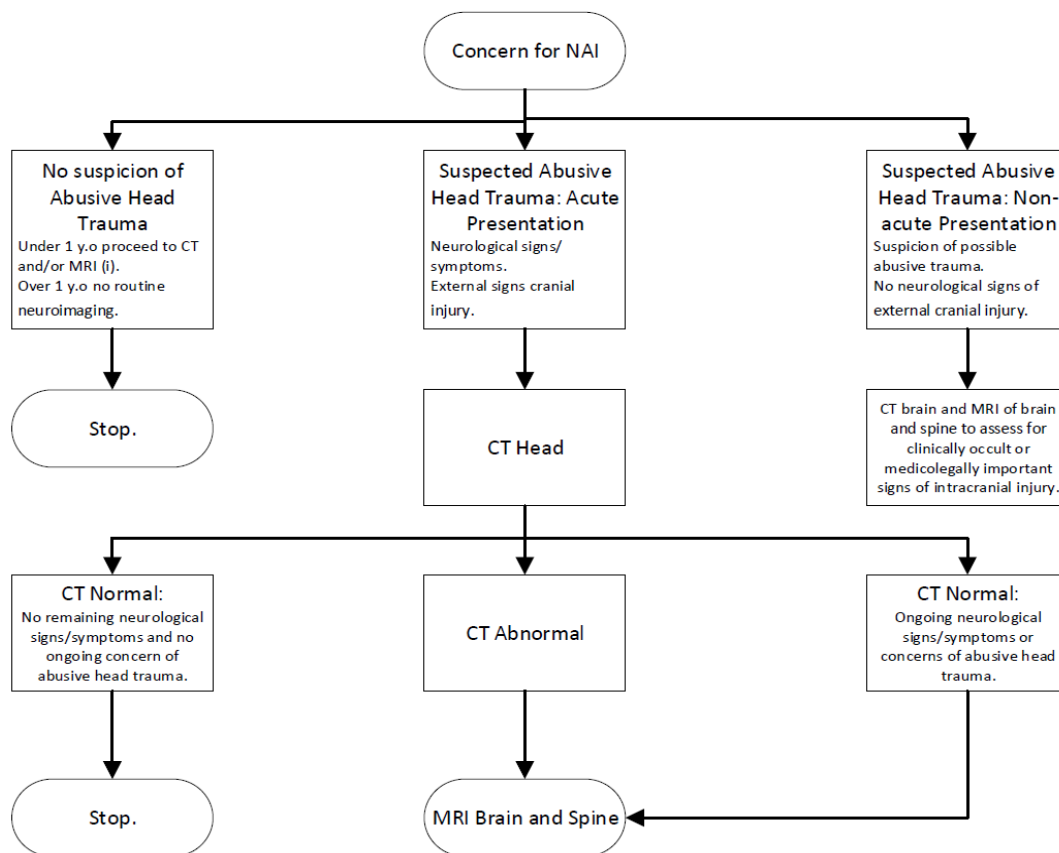 Concern for NAI
No suspicion of
Abusive Head
Trauma
Under 1 y.o proceed to CT
and/or MRI (i).
Over 1 y.o no routine
neuroimaging.
Suspected Abusive
Head Trauma: Acute
Presentation
Neurological signs/
symptoms.
External signs cranial
injury.
Suspected Abusive
Head Trauma: Non-
acute Presentation
Suspicion of possible
abusive trauma.
No neurological signs of
external cranial injury.
Stop.
CT Head
CT brain and MRI of brain
and spine to assess for
clinically occult or
medicolegally important
signs of intracranial injury.
CT Normal:
No remaining neurological
signs/symptoms and no
ongoing concern of
abusive head trauma.
CT Abnormal
CT Normal:
Ongoing neurological
signs/symptoms or
concerns of abusive head
trauma.
Stop.
MRI Brain and Spine